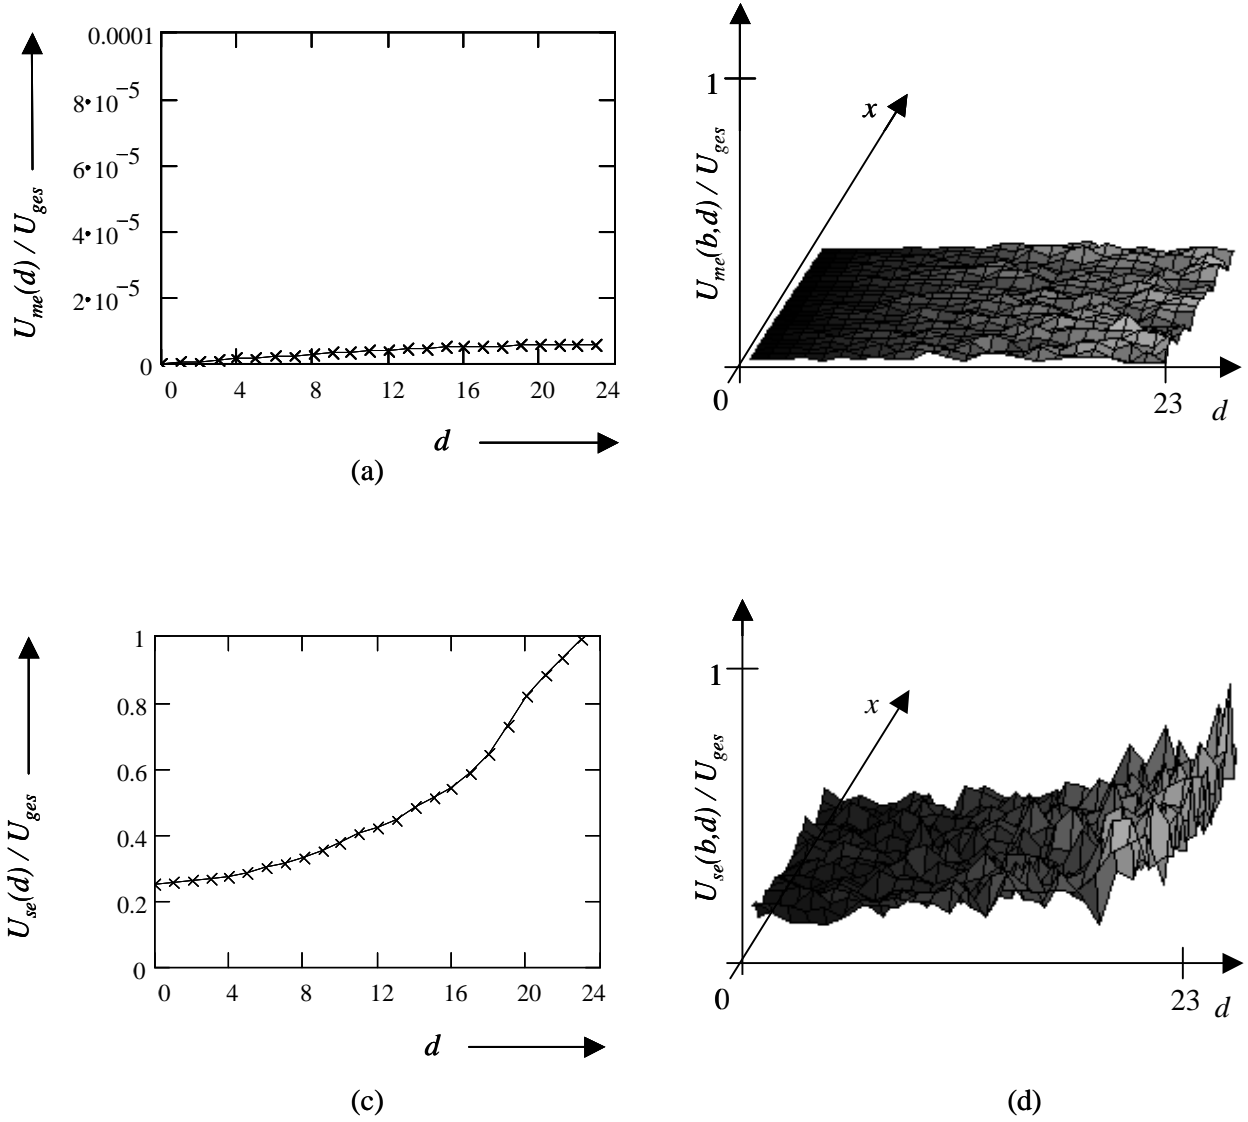 0.0001
8•10⁻⁵
6•10⁻⁵
4•10⁻⁵
2•10⁻⁵
0
U_me(d) / U_ges
0 4 8 12 16 20 24
d
(a)
1
x
U_me(b,d) / U_ges
0
23
d
1
0.8
0.6
0.4
0.2
0
U_se(d) / U_ges
0 4 8 12 16 20 24
d
(c)
1
x
U_se(b,d) / U_ges
0
23
d
(d)